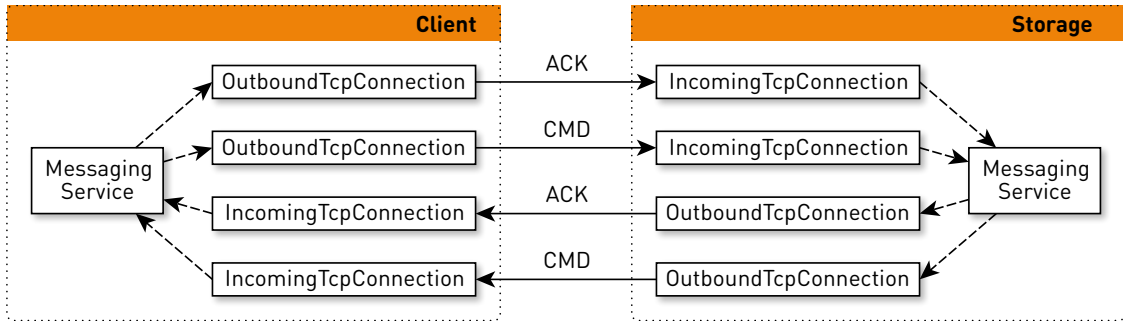 Client
Storage
OutboundTcpConnection
ACK
IncomingTcpConnection
OutboundTcpConnection
CMD
IncomingTcpConnection
Messaging
Service
Messaging
Service
IncomingTcpConnection
ACK
OutboundTcpConnection
IncomingTcpConnection
CMD
OutboundTcpConnection